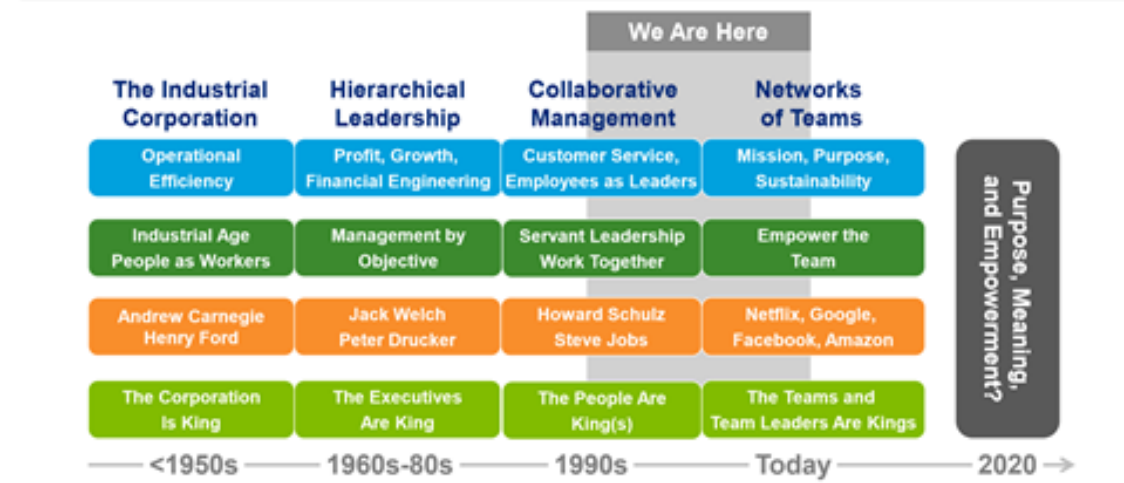 We Are Here
The Industrial
Corporation
Hierarchical
Leadership
Collaborative
Management
Networks
of Teams
Operational
Efficiency
Profit, Growth,
Financial Engineering
Customer Service,
Employees as Leaders
Mission, Purpose,
Sustainability
Industrial Age
People as Workers
Management by
Objective
Servant Leadership
Work Together
Empower the
Team
Andrew Carnegie
Henry Ford
Jack Welch
Peter Drucker
Howard Schulz
Steve Jobs
Netflix, Google,
Facebook, Amazon
The Corporation
Is King
The Executives
Are King
The People Are
King(s)
The Teams and
Team Leaders Are Kings
Purpose, Meaning,
and Empowerment?
<1950s
1960s-80s
1990s
Today
2020